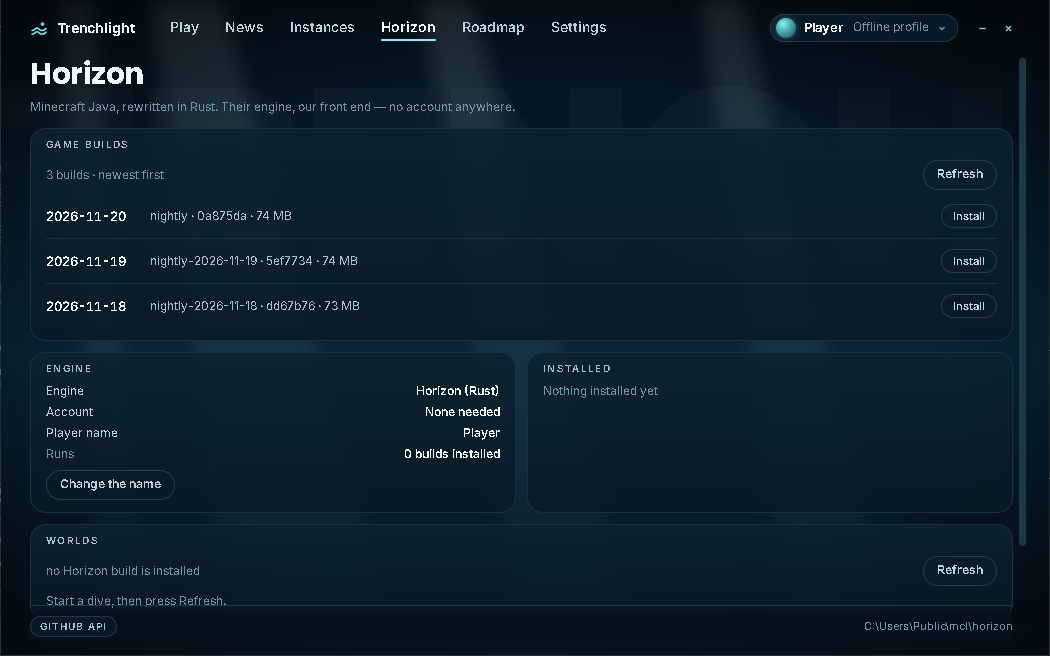 Trenchlight Play News Instances Horizon Roadmap Settings Player Offline profile
Horizon
Minecraft Java, rewritten in Rust. Their engine, our front end — no account anywhere.
GAME BUILDS
3 builds · newest first Refresh
2026-11-20 nightly · 0a875da · 74 MB Install
2026-11-19 nightly-2026-11-19 · 5ef7734 · 74 MB Install
2026-11-18 nightly-2026-11-18 · dd67b76 · 73 MB Install
ENGINE
Engine Horizon (Rust)
Account None needed
Player name Player
Runs 0 builds installed
Change the name
INSTALLED
Nothing installed yet
WORLDS
no Horizon build is installed Refresh
Start a dive, then press Refresh.
GITHUB API C:\Users\Public\mcl\horizon